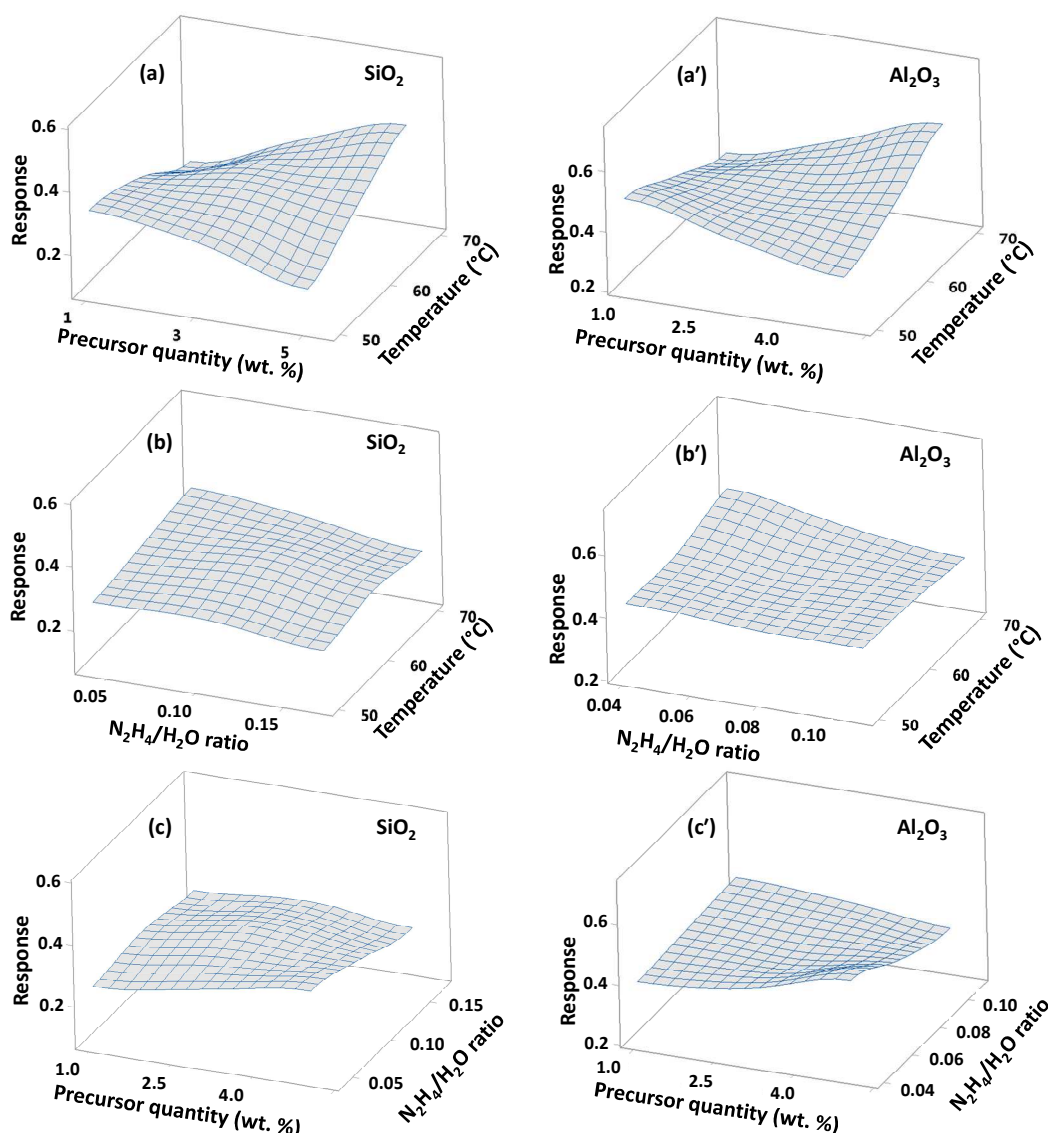 (a)
SiO₂
0.6
0.4
0.2
Response
1
3
5
Precursor quantity (wt. %)
50
60
70
Temperature (°C)
(a′)
Al₂O₃
0.6
0.4
0.2
Response
1.0
2.5
4.0
Precursor quantity (wt. %)
50
60
70
Temperature (°C)
(b)
SiO₂
0.6
0.4
0.2
Response
0.05
0.10
0.15
N₂H₄/H₂O ratio
50
60
70
Temperature (°C)
(b′)
Al₂O₃
0.6
0.4
0.2
Response
0.04
0.06
0.08
0.10
N₂H₄/H₂O ratio
50
60
70
Temperature (°C)
(c)
SiO₂
0.6
0.4
0.2
Response
1.0
2.5
4.0
Precursor quantity (wt. %)
0.05
0.10
0.15
N₂H₄/H₂O ratio
(c′)
Al₂O₃
0.6
0.4
0.2
Response
1.0
2.5
4.0
Precursor quantity (wt. %)
0.04
0.06
0.08
0.10
N₂H₄/H₂O ratio